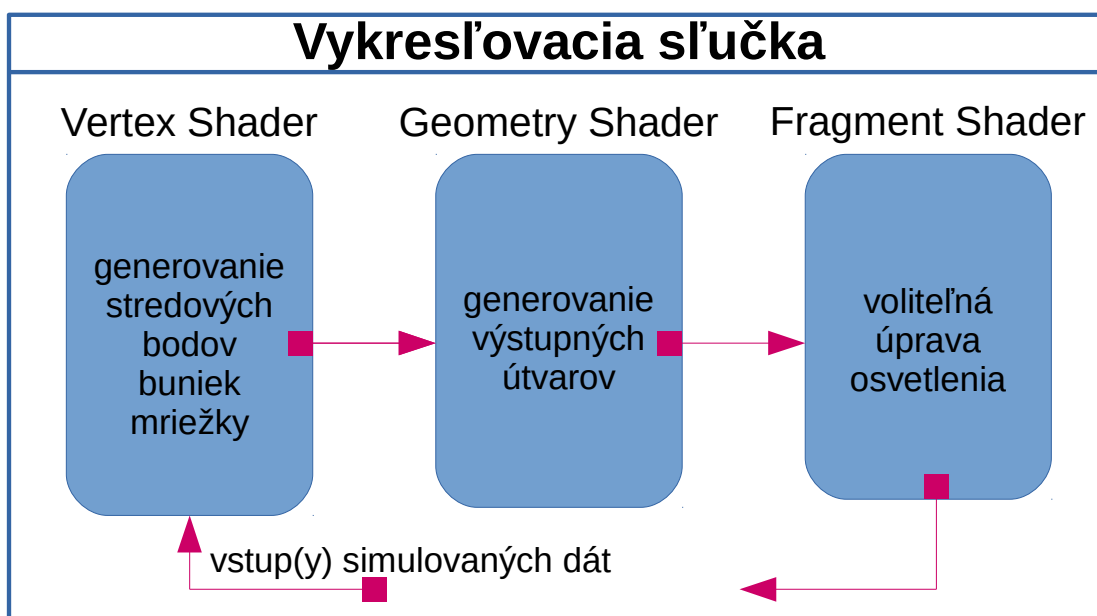 Vykresľovacia sľučka
Vertex Shader
generovanie
stredových
bodov
buniek
mriežky
Geometry Shader
generovanie
výstupných
útvarov
Fragment Shader
voliteľná
úprava
osvetlenia
vstup(y) simulovaných dát